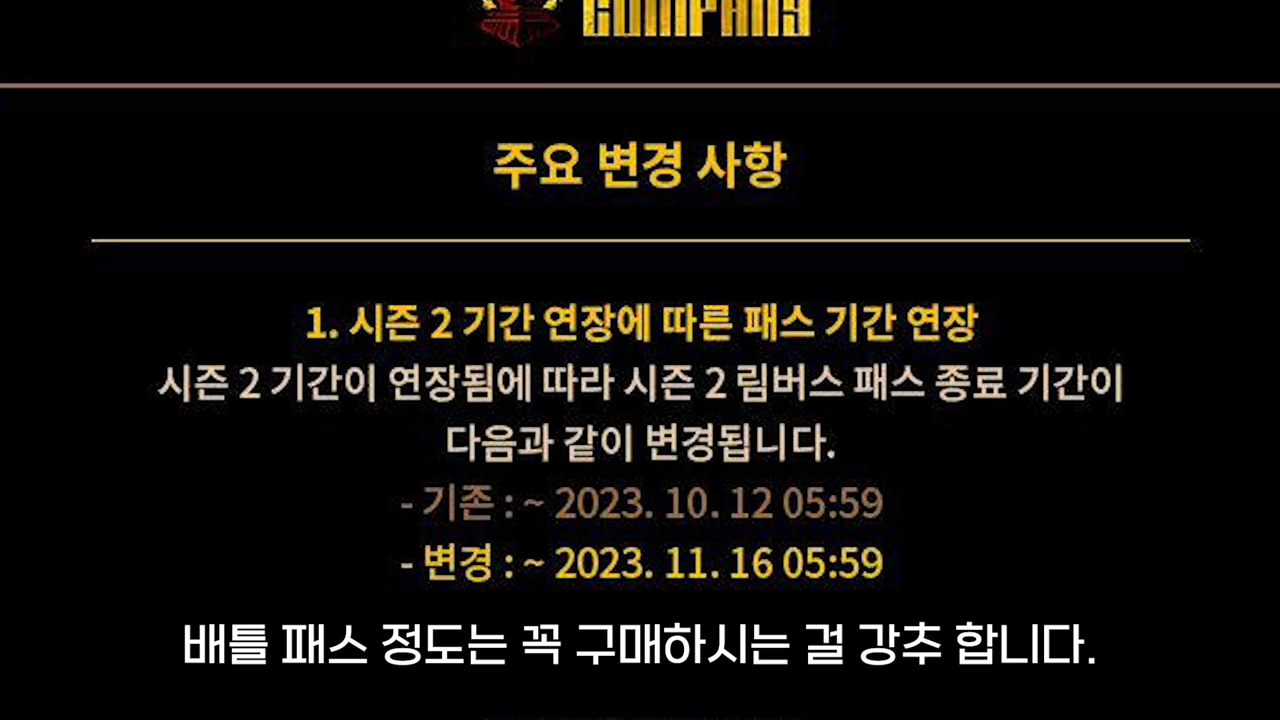 COMPANY
주요 변경 사항
1. 시즌 2 기간 연장에 따른 패스 기간 연장
시즌 2 기간이 연장됨에 따라 시즌 2 림버스 패스 종료 기간이
다음과 같이 변경됩니다.
- 기존 : ~ 2023. 10. 12 05:59
- 변경 : ~ 2023. 11. 16 05:59
배틀 패스 정도는 꼭 구매하시는 걸 강추 합니다.